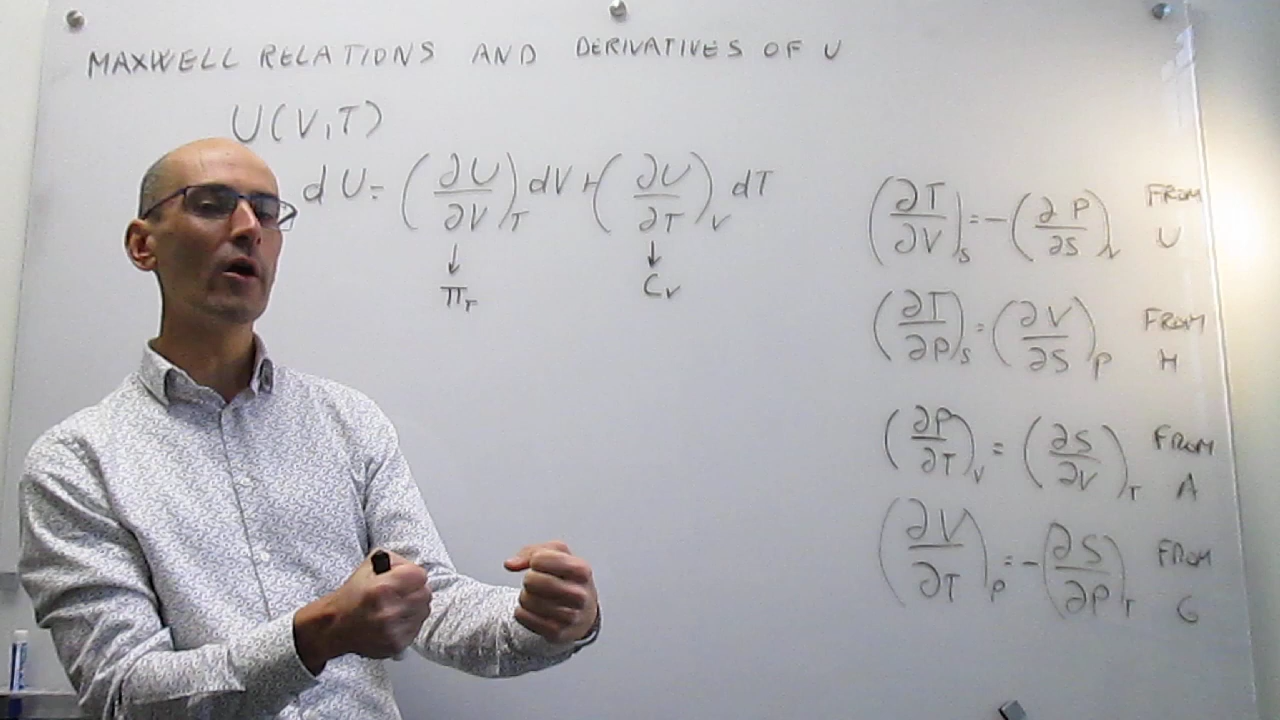 MAXWELL RELATIONS AND DERIVATIVES OF U
U(V,T)
dU = (∂U/∂V)_T dV + (∂U/∂T)_V dT
↓ ↓
π_T C_V
(∂T/∂V)_S = -(∂P/∂S)_V FROM U
(∂T/∂P)_S = (∂V/∂S)_P FROM H
(∂P/∂T)_V = (∂S/∂V)_T FROM A
(∂V/∂T)_P = -(∂S/∂P)_T FROM G